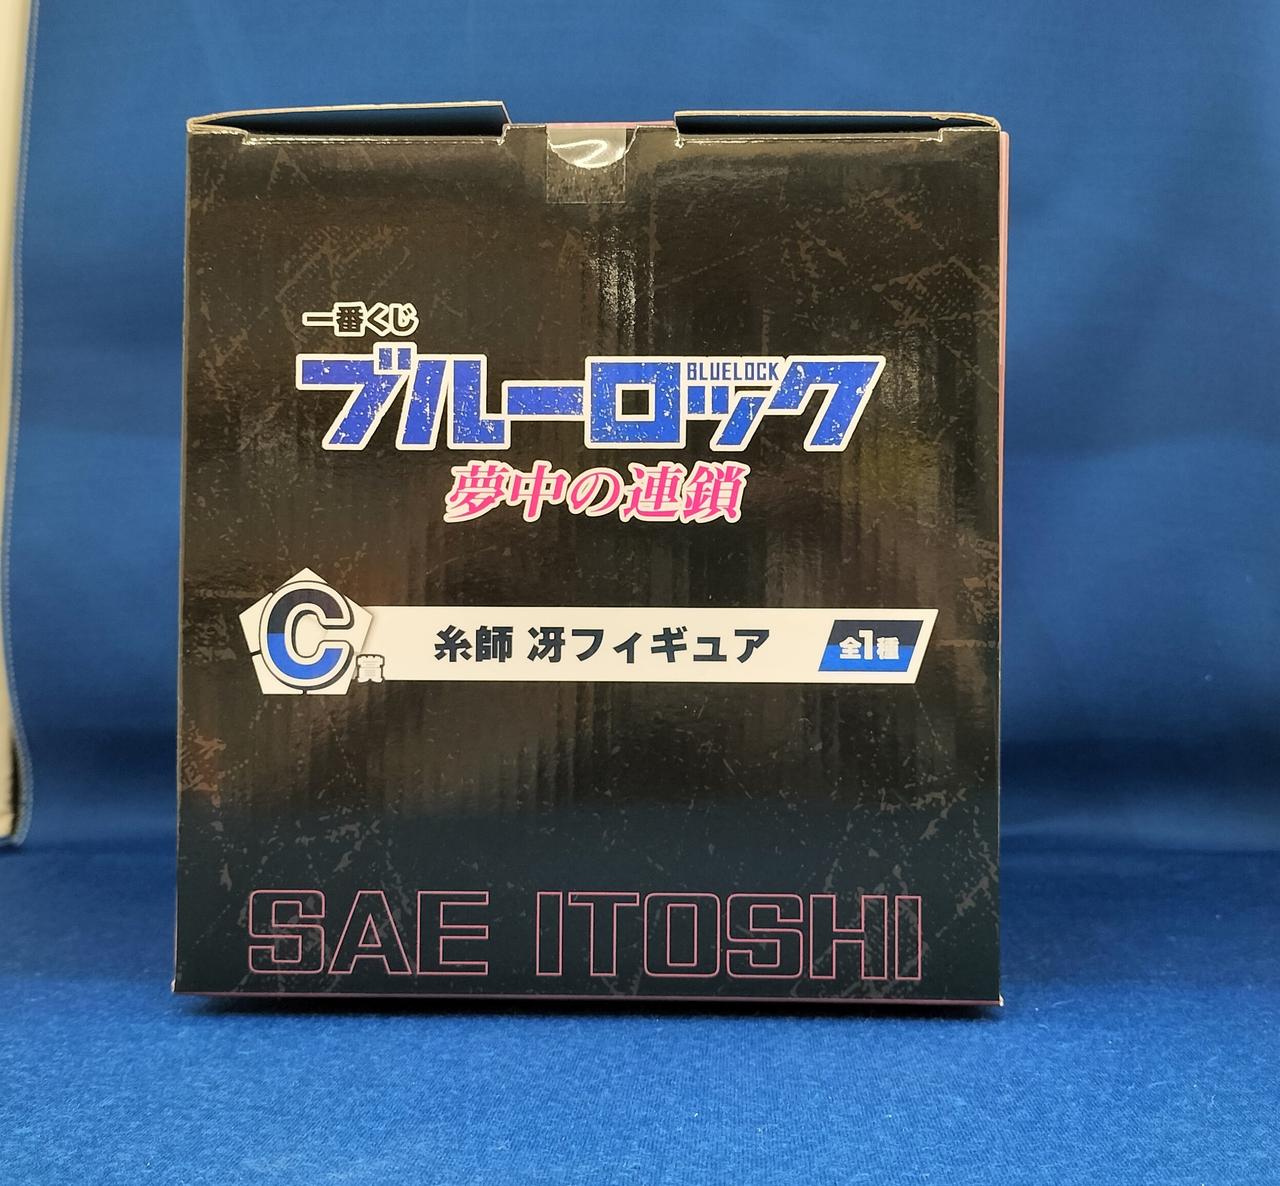 一番くじ
ブルーロック
BLUELOCK
夢中の連鎖
C賞
糸師 冴フィギュア
全1種
SAE ITOSHI